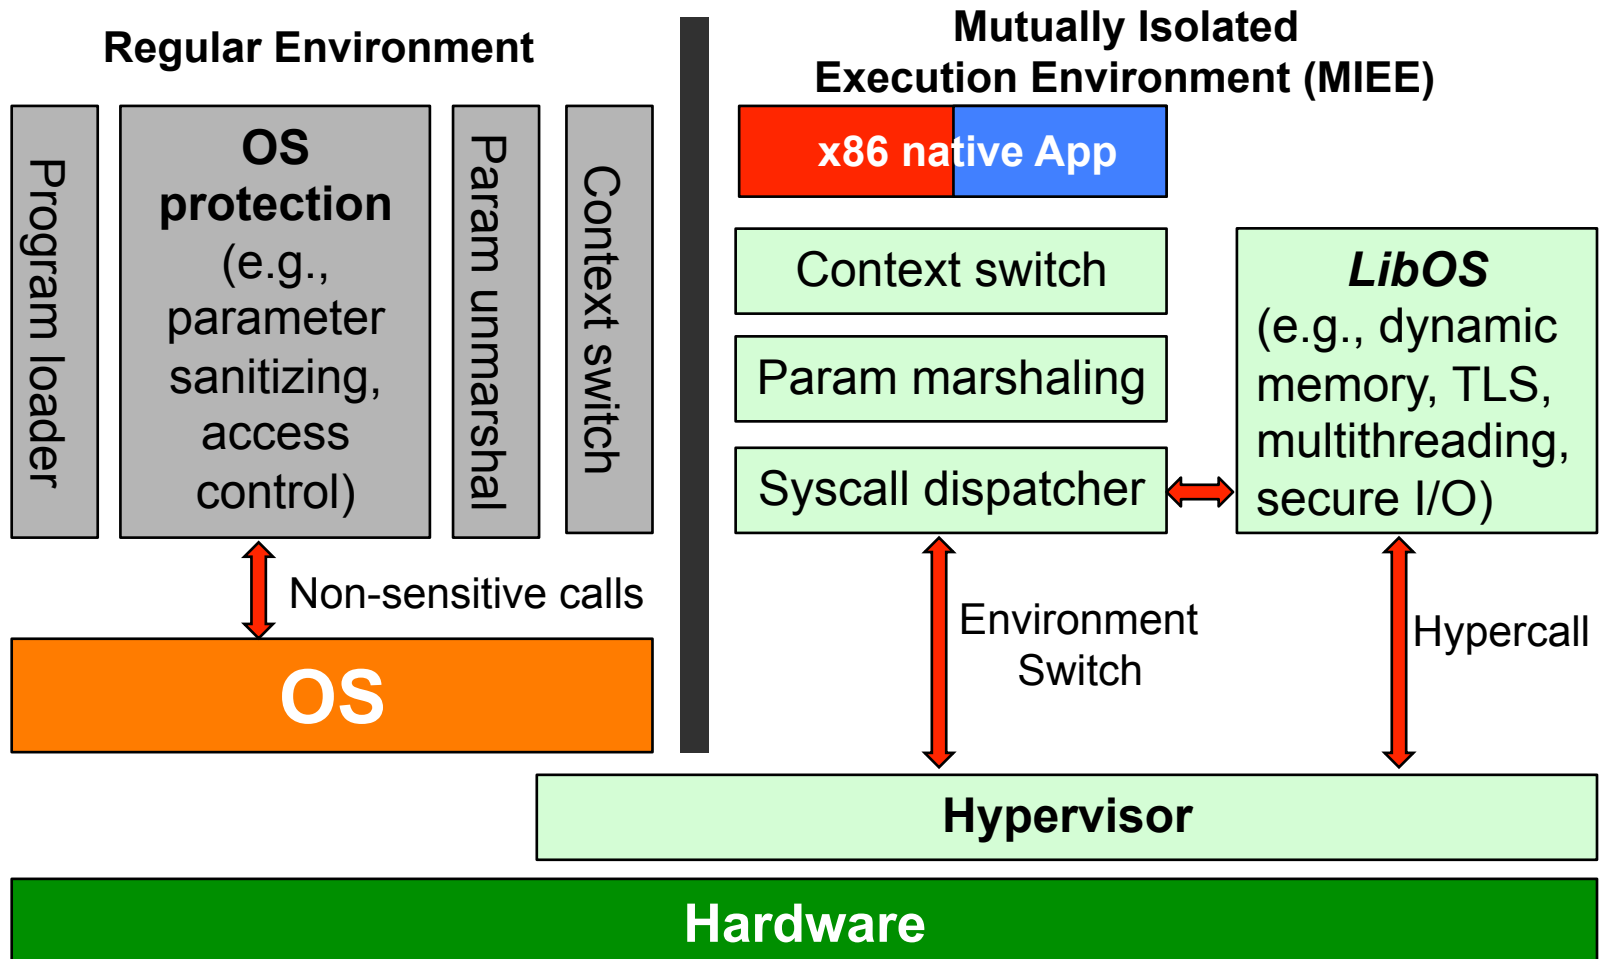 Regular Environment
Mutually Isolated
Execution Environment (MIEE)
Program loader
OS
protection
(e.g.,
parameter
sanitizing,
access
control)
Param unmarshal
Context switch
x86 native App
Context switch
Param marshaling
Syscall dispatcher
LibOS
(e.g., dynamic
memory, TLS,
multithreading,
secure I/O)
Non-sensitive calls
Environment
Switch
Hypercall
OS
Hypervisor
Hardware